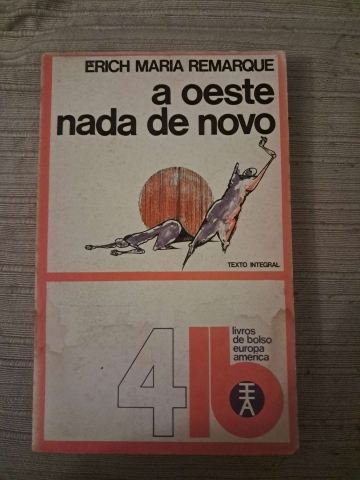 ERICH MARIA REMARQUE
a oeste
nada de novo
TEXTO INTEGRAL
4
lb
livros
de bolso
europa
america